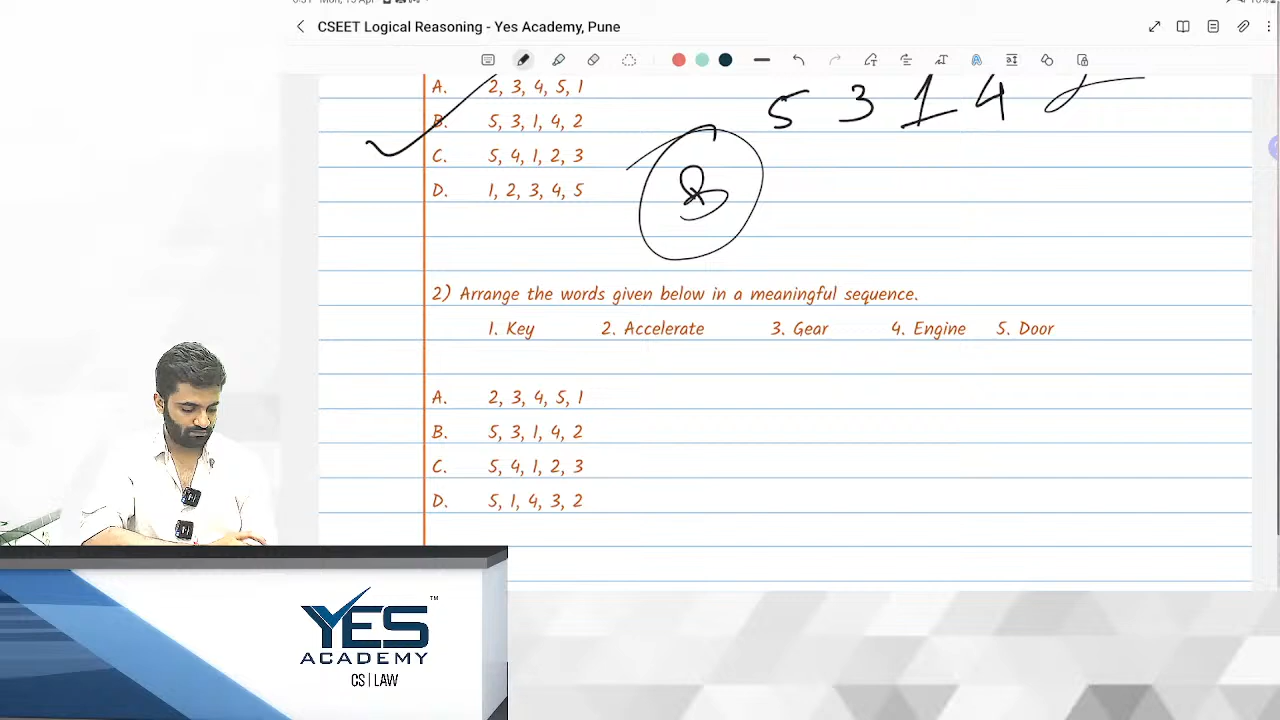 CSEET Logical Reasoning - Yes Academy, Pune
A. 2, 3, 4, 5, 1
B. 5, 3, 1, 4, 2
C. 5, 4, 1, 2, 3
D. 1, 2, 3, 4, 5
5 3 1 4 2
B
2) Arrange the words given below in a meaningful sequence.
1. Key 2. Accelerate 3. Gear 4. Engine 5. Door
A. 2, 3, 4, 5, 1
B. 5, 3, 1, 4, 2
C. 5, 4, 1, 2, 3
D. 5, 1, 4, 3, 2
YES™
ACADEMY
CS | LAW